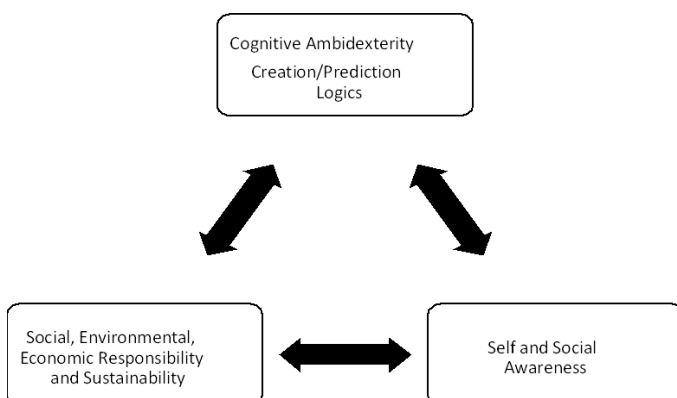 Cognitive Ambidexterity
Creation/Prediction
Logics
Social, Environmental,
Economic Responsibility
and Sustainability
Self and Social
Awareness